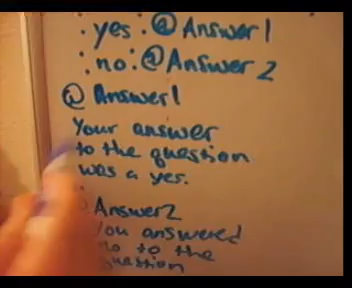 :yes:@Answer1
:no:@Answer2
@Answer1
Your answer
to the question
was a yes.
Answer2
You answered
to the
question